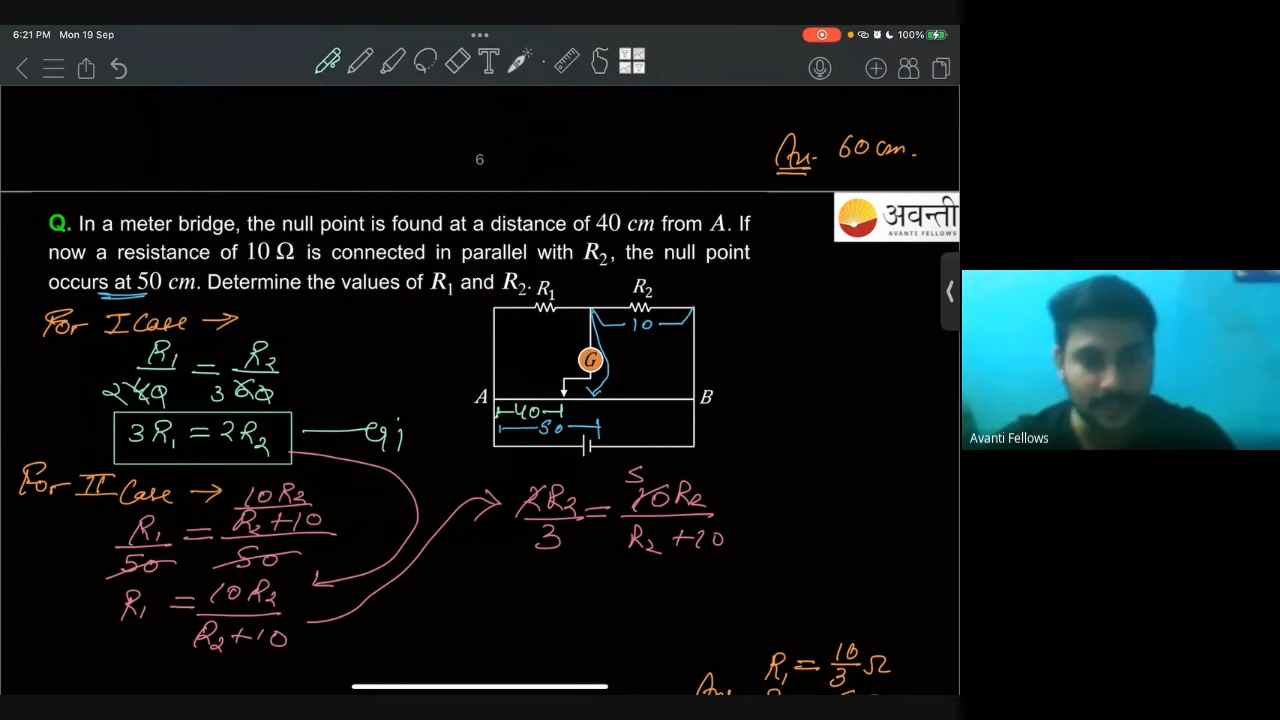 6:21 PM Mon 19 Sep
100%
6
Ans. 60 cm.
अवन्ती
AVANTI FELLOWS
Q. In a meter bridge, the null point is found at a distance of 40 cm from A. If
now a resistance of 10 Ω is connected in parallel with R₂, the null point
occurs at 50 cm. Determine the values of R₁ and R₂.
R₁ R₂
10
G
A B
40
50
For I Case →
R₁/40 = R₂/60
2 3
3R₁ = 2R₂ — eq i
For II Case →
R₁/50 = (10R₂/(R₂+10))/50
R₁ = 10R₂/(R₂+10)
2R₂/3 = 10R₂/(R₂+10)
5
R₁ = 10/3 Ω
Avanti Fellows